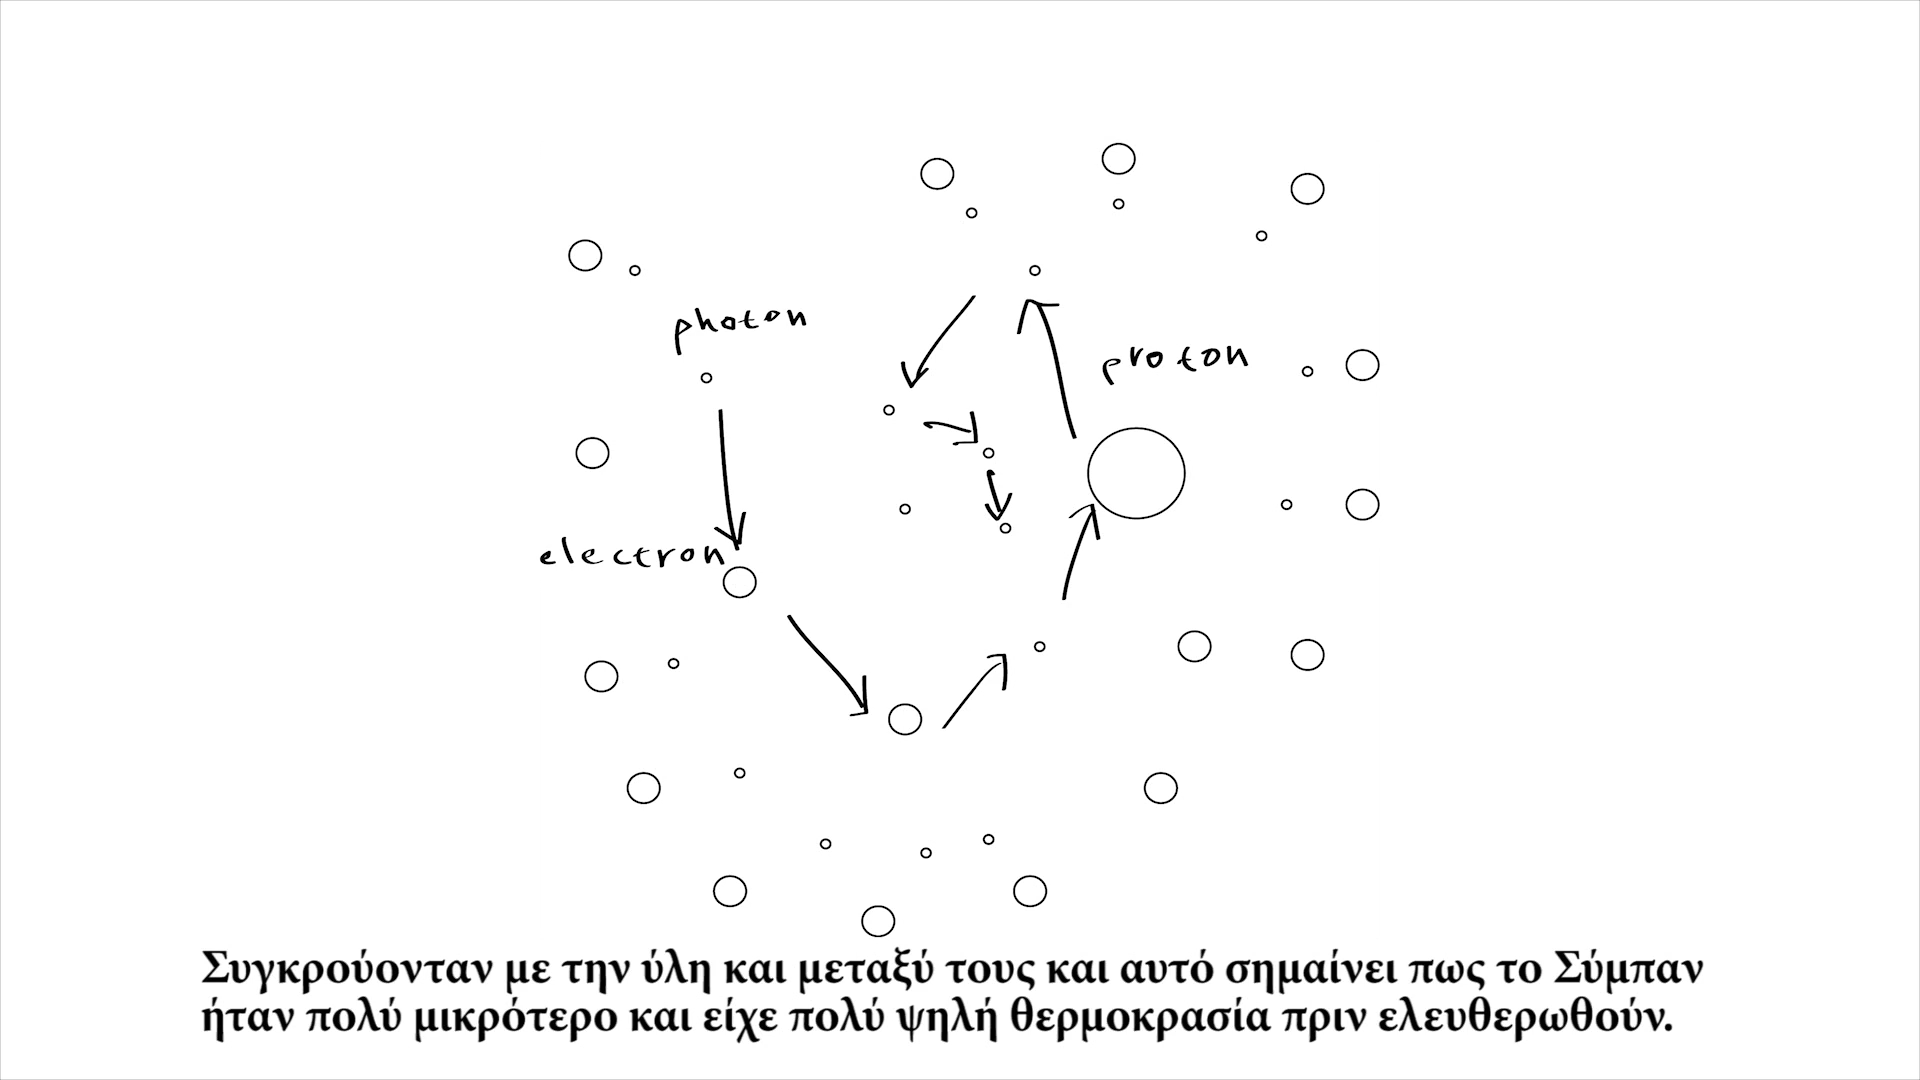 photon
proton
electron
Συγκρούονταν με την ύλη και μεταξύ τους και αυτό σημαίνει πως το Σύμπαν
ήταν πολύ μικρότερο και είχε πολύ ψηλή θερμοκρασία πριν ελευθερωθούν.